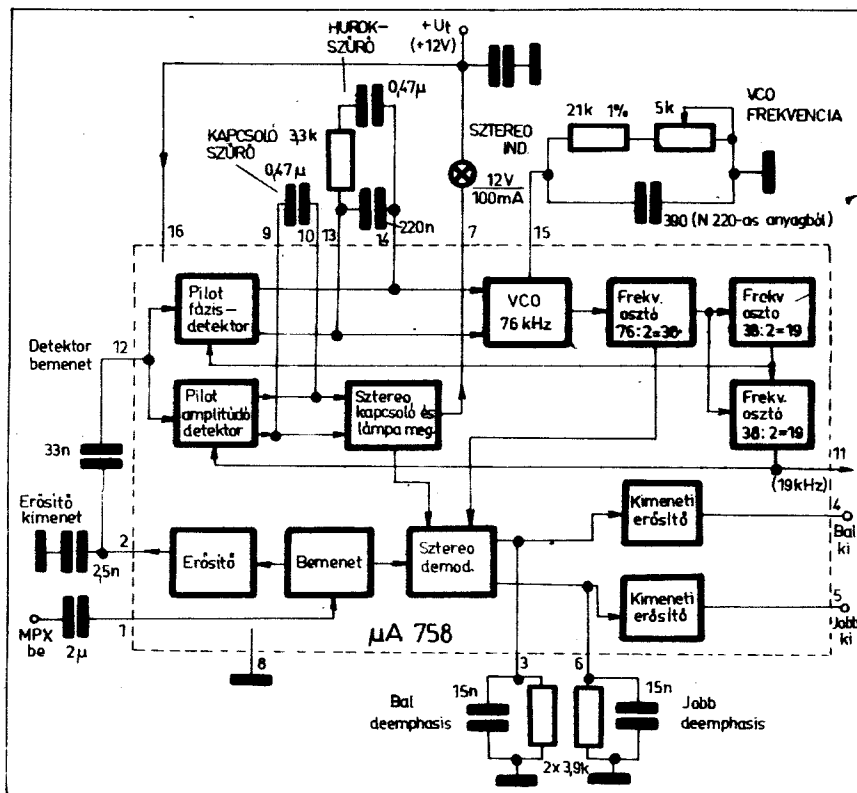 HUROK-
SZŰRŐ
+Ut
(+12V)
0,47µ
KAPCSOLÓ
SZŰRŐ
3,3k
0,47µ
SZTEREO
IND.
12V
100mA
21k 1%
5k
VCO
FREKVENCIA
390 (N 220-as anyagból)
220n
16
9
10
13
14
7
15
Pilot
fázis-
detektor
VCO
76 kHz
Frekv.
osztó
76:2=38
Frekv
osztó
38:2=19
Detektor
bemenet
12
Pilot
amplitúdó
detektor
Sztereo
kapcsoló és
lámpa meg.
Frekv.
osztó
38:2=19
33n
11
(19kHz)
Erősítő
kimenet
2
2,5n
Erősítő
Bemenet
Sztereo
demod.
Kimeneti
erősítő
4
Bal
ki
Kimeneti
erősítő
5
Jobb
ki
MPX
be
2µ
1
8
µA 758
3
6
Bal
deemphasis
15n
15n
Jobb
deemphasis
2x3,9k